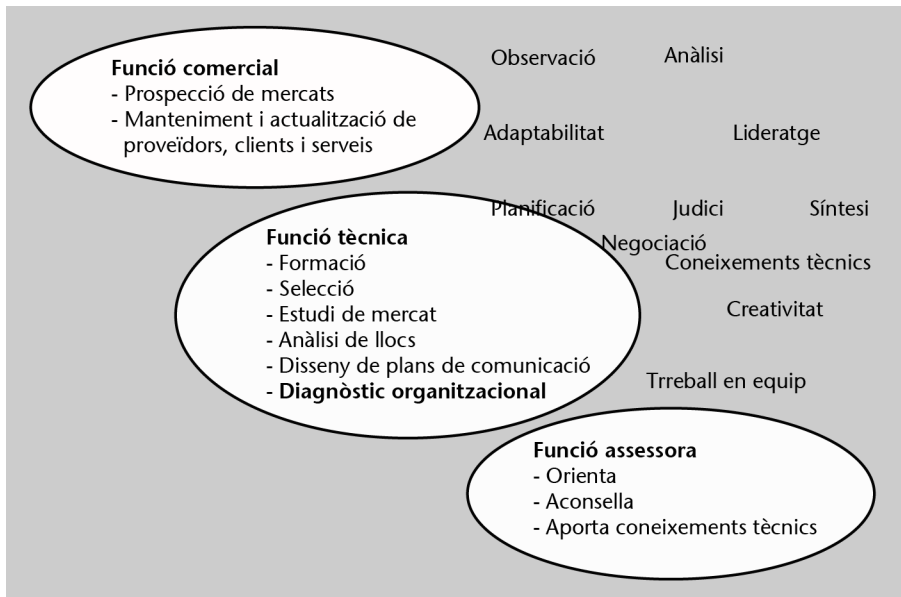 Funció comercial
- Prospecció de mercats
- Manteniment i actualització de
proveïdors, clients i serveis
Observació
Anàlisi
Adaptabilitat
Lideratge
Planificació
Judici
Síntesi
Negociació
Coneixements tècnics
Creativitat
Trreball en equip
Funció tècnica
- Formació
- Selecció
- Estudi de mercat
- Anàlisi de llocs
- Disseny de plans de comunicació
- Diagnòstic organitzacional
Funció assessora
- Orienta
- Aconsella
- Aporta coneixements tècnics